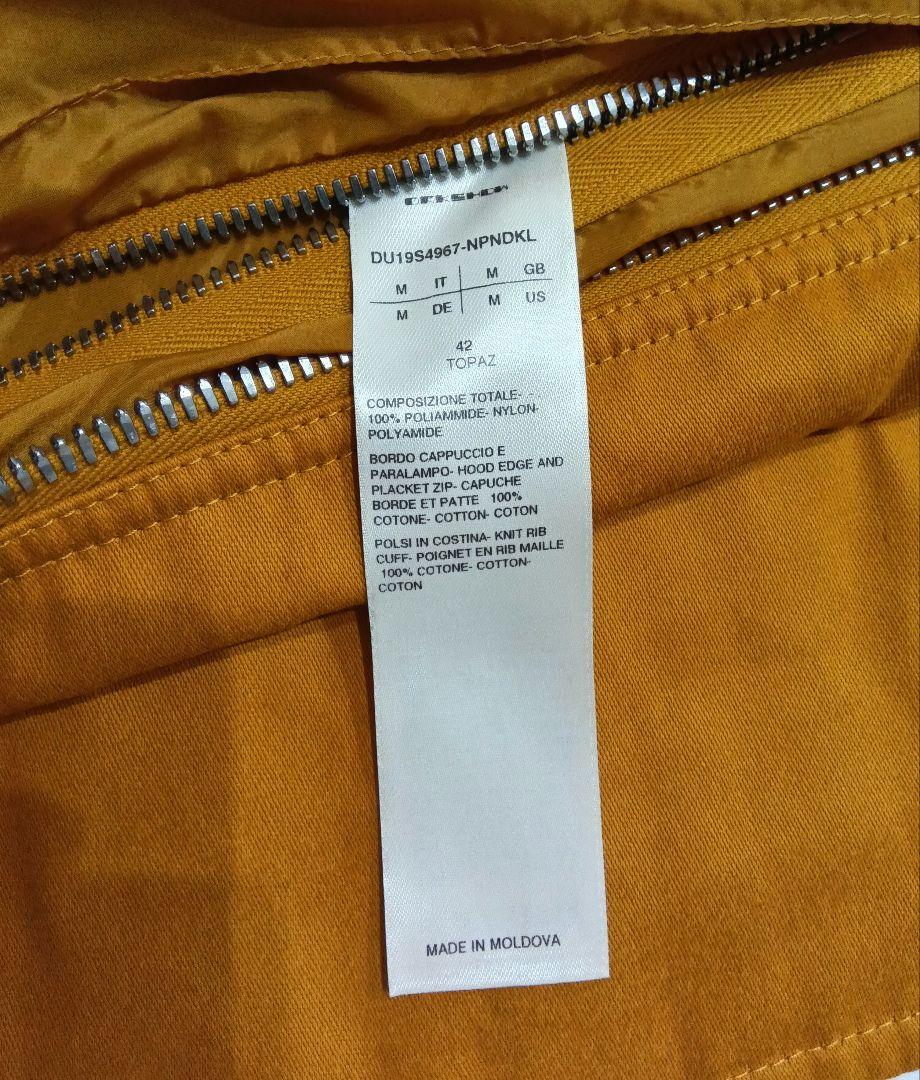 DRKSHDW
DU19S4967-NPNDKL
M IT M GB
M DE M US
42
TOPAZ
COMPOSIZIONE TOTALE- -
100% POLIAMMIDE- NYLON-
POLYAMIDE
BORDO CAPPUCCIO E
PARALAMPO- HOOD EDGE AND
PLACKET ZIP- CAPUCHE
BORDE ET PATTE 100%
COTONE- COTTON- COTON
POLSI IN COSTINA- KNIT RIB
CUFF- POIGNET EN RIB MAILLE
100% COTONE- COTTON-
COTON
MADE IN MOLDOVA